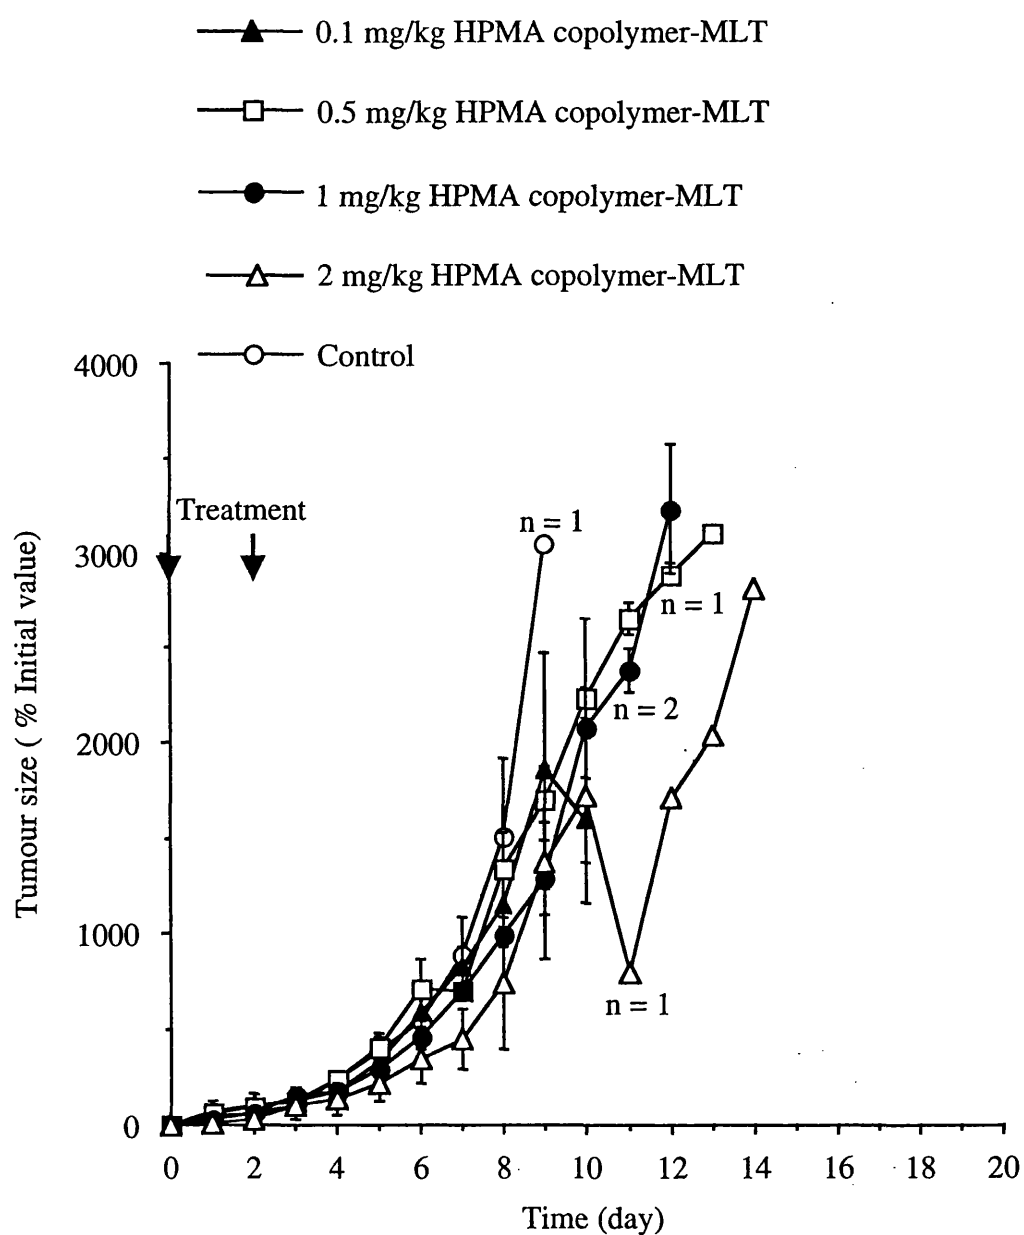 0.1 mg/kg HPMA copolymer-MLT
0.5 mg/kg HPMA copolymer-MLT
1 mg/kg HPMA copolymer-MLT
2 mg/kg HPMA copolymer-MLT
Control
4000
3000
2000
1000
0
Tumour size ( % Initial value)
Treatment
n = 1
n = 1
n = 2
n = 1
0 2 4 6 8 10 12 14 16 18 20
Time (day)